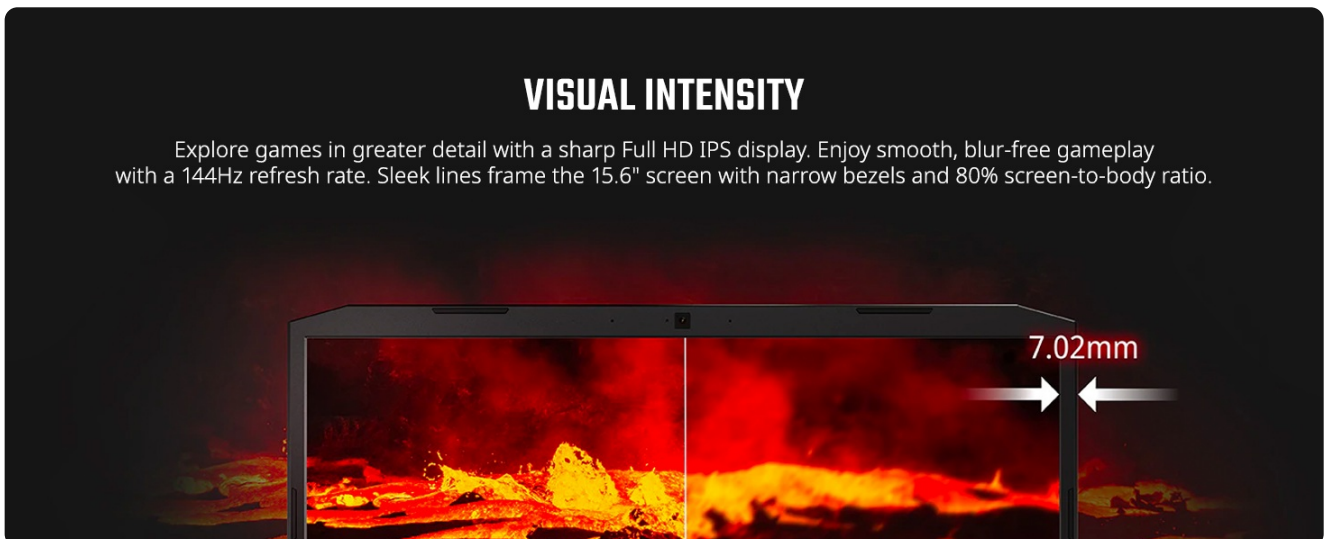 VISUAL INTENSITY
Explore games in greater detail with a sharp Full HD IPS display. Enjoy smooth, blur-free gameplay
with a 144Hz refresh rate. Sleek lines frame the 15.6" screen with narrow bezels and 80% screen-to-body ratio.
7.02mm